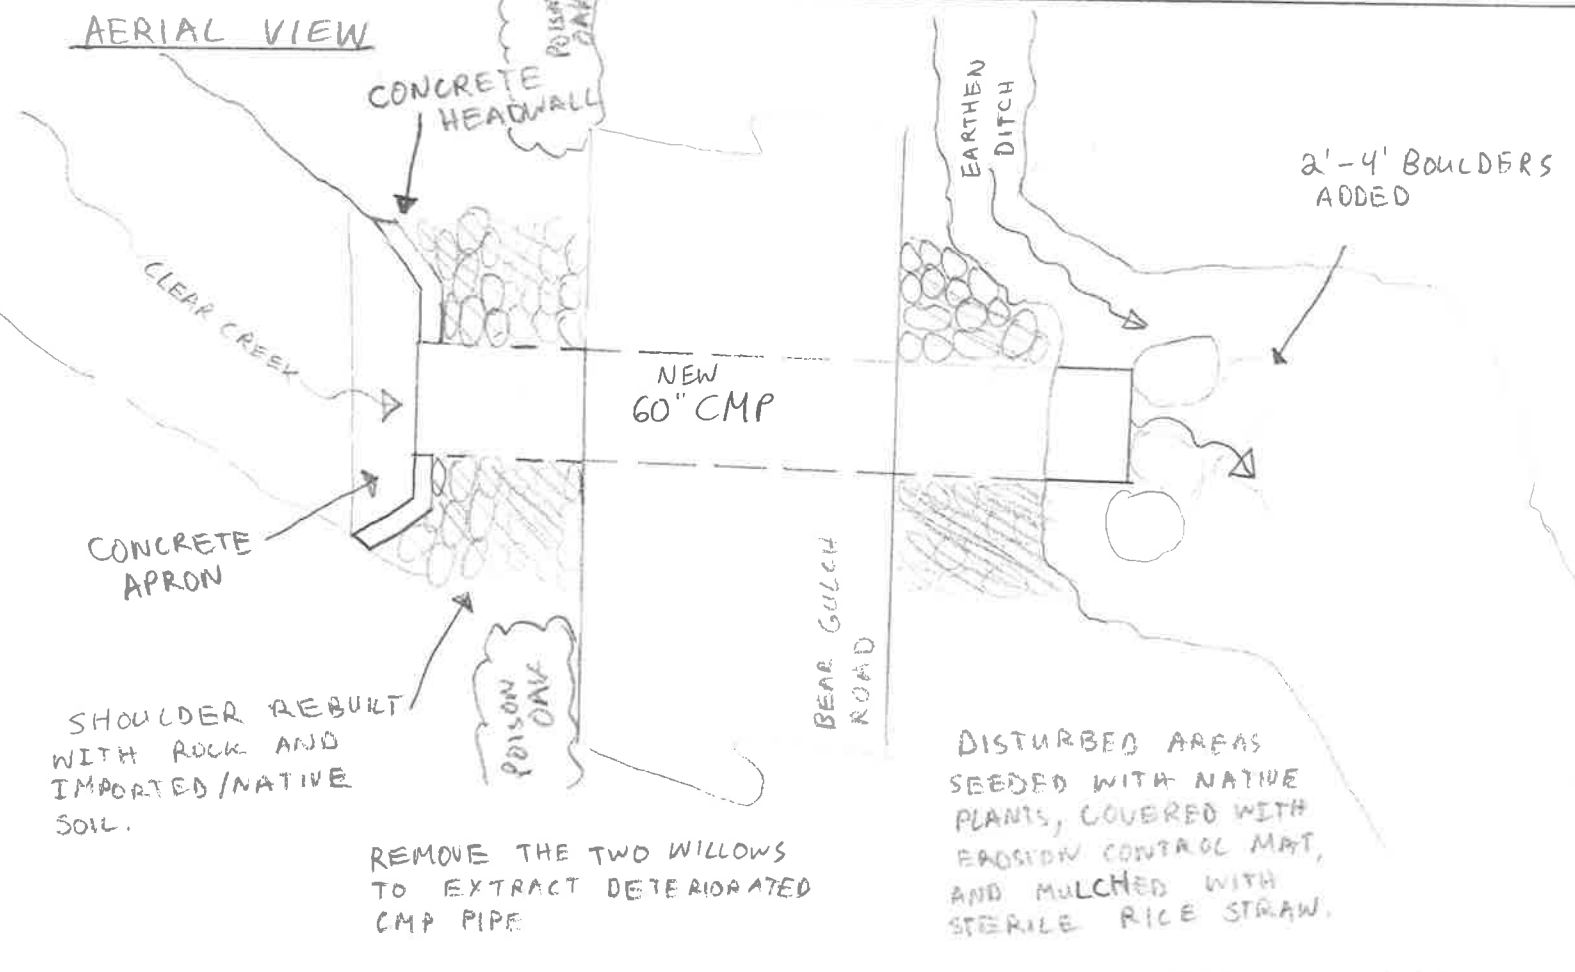 AERIAL VIEW
POISON
OAK
CONCRETE
HEADWALL
EARTHEN
DITCH
2'-4' BOULDERS
ADDED
CLEAR CREEK
NEW
60" CMP
CONCRETE
APRON
BEAR GULCH
ROAD
POISON
OAK
SHOULDER REBUILT
WITH ROCK AND
IMPORTED/NATIVE
SOIL.
REMOVE THE TWO WILLOWS
TO EXTRACT DETERIORATED
CMP PIPE
DISTURBED AREAS
SEEDED WITH NATIVE
PLANTS, COVERED WITH
EROSION CONTROL MAT,
AND MULCHED WITH
STERILE RICE STRAW.